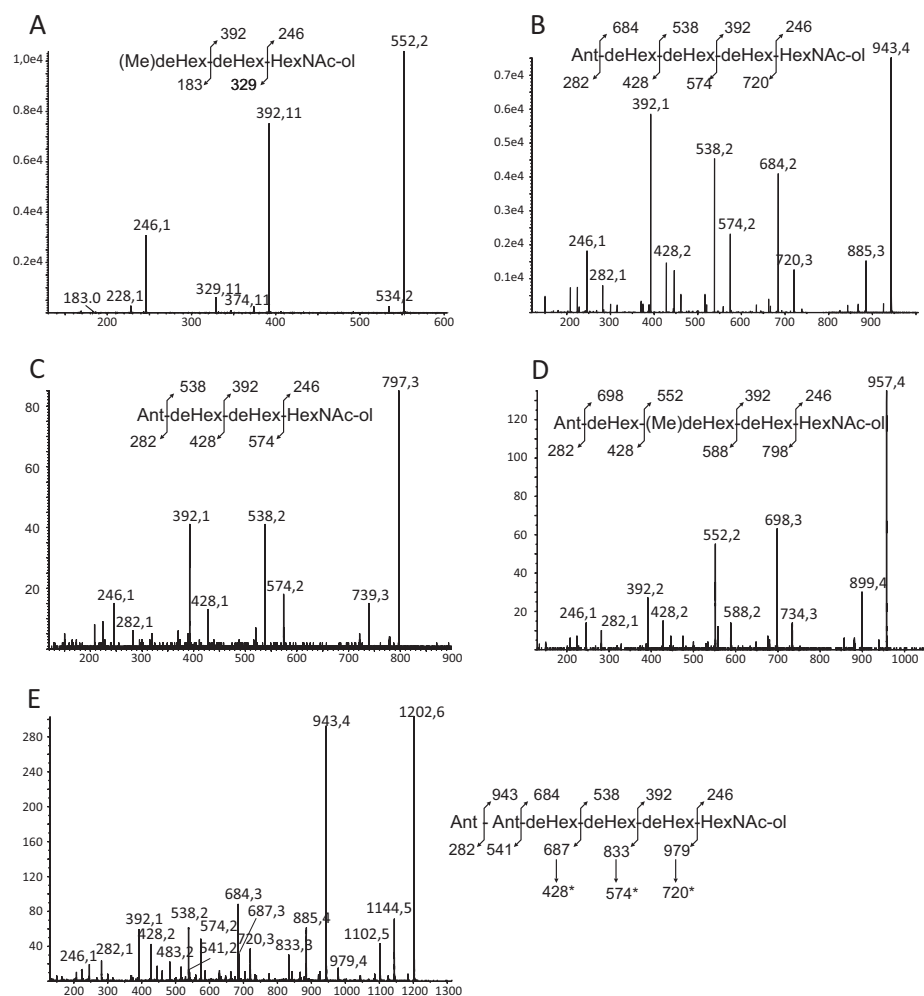 A
392 246
(Me)deHex-deHex-HexNAc-ol
183 329
552,2
392,11
246,1
183.0
228,1
329,11
374,11
534,2
1,0e4
0.8e4
0.6e4
0.4e4
0.2e4
200 300 400 500 600
B
684 538 392 246
Ant-deHex-deHex-deHex-HexNAc-ol
282 428 574 720
943,4
392,1
538,2
684,2
574,2
246,1
282,1
428,2
720,3
885,3
0.7e4
0.6e4
0.5e4
0.4e4
0.3e4
0.2e4
0.1e4
200 300 400 500 600 700 800 900
C
538 392 246
Ant-deHex-deHex-HexNAc-ol
282 428 574
797,3
392,1
538,2
574,2
246,1
282,1
428,1
739,3
80
60
40
20
200 300 400 500 600 700 800 900
D
698 552 392 246
Ant-deHex-(Me)deHex-deHex-HexNAc-ol
282 428 588 798
957,4
698,3
552,2
392,2
246,1
282,1
428,2
588,2
734,3
899,4
120
100
80
60
40
20
200 300 400 500 600 700 800 900 1000
E
1202,6
943,4
684,3
687,3
538,2
574,2
392,1
428,2
246,1
282,1
483,2
541,2
720,3
833,3
885,4
979,4
1102,5
1144,5
280
240
200
160
120
80
40
200 300 400 500 600 700 800 900 1000 1100 1200 1300
943 684 538 392 246
Ant - Ant-deHex-deHex-deHex-HexNAc-ol
282 541 687 833 979
428* 574* 720*